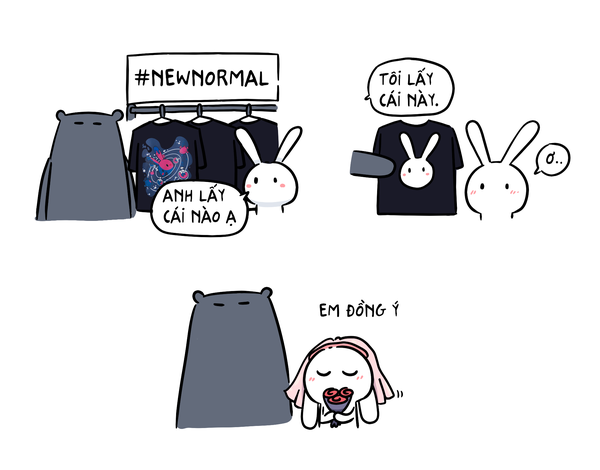 #NEWNORMAL
ANH LẤY
CÁI NÀO Ạ
TÔI LẤY
CÁI NÀY.
Ơ..
EM ĐỒNG Ý